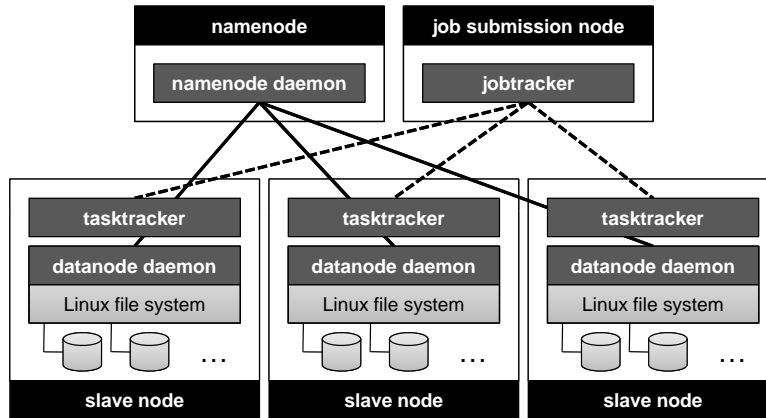 namenode
job submission node
namenode daemon
jobtracker
tasktracker
tasktracker
tasktracker
datanode daemon
datanode daemon
datanode daemon
Linux file system
Linux file system
Linux file system
...
...
...
slave node
slave node
slave node